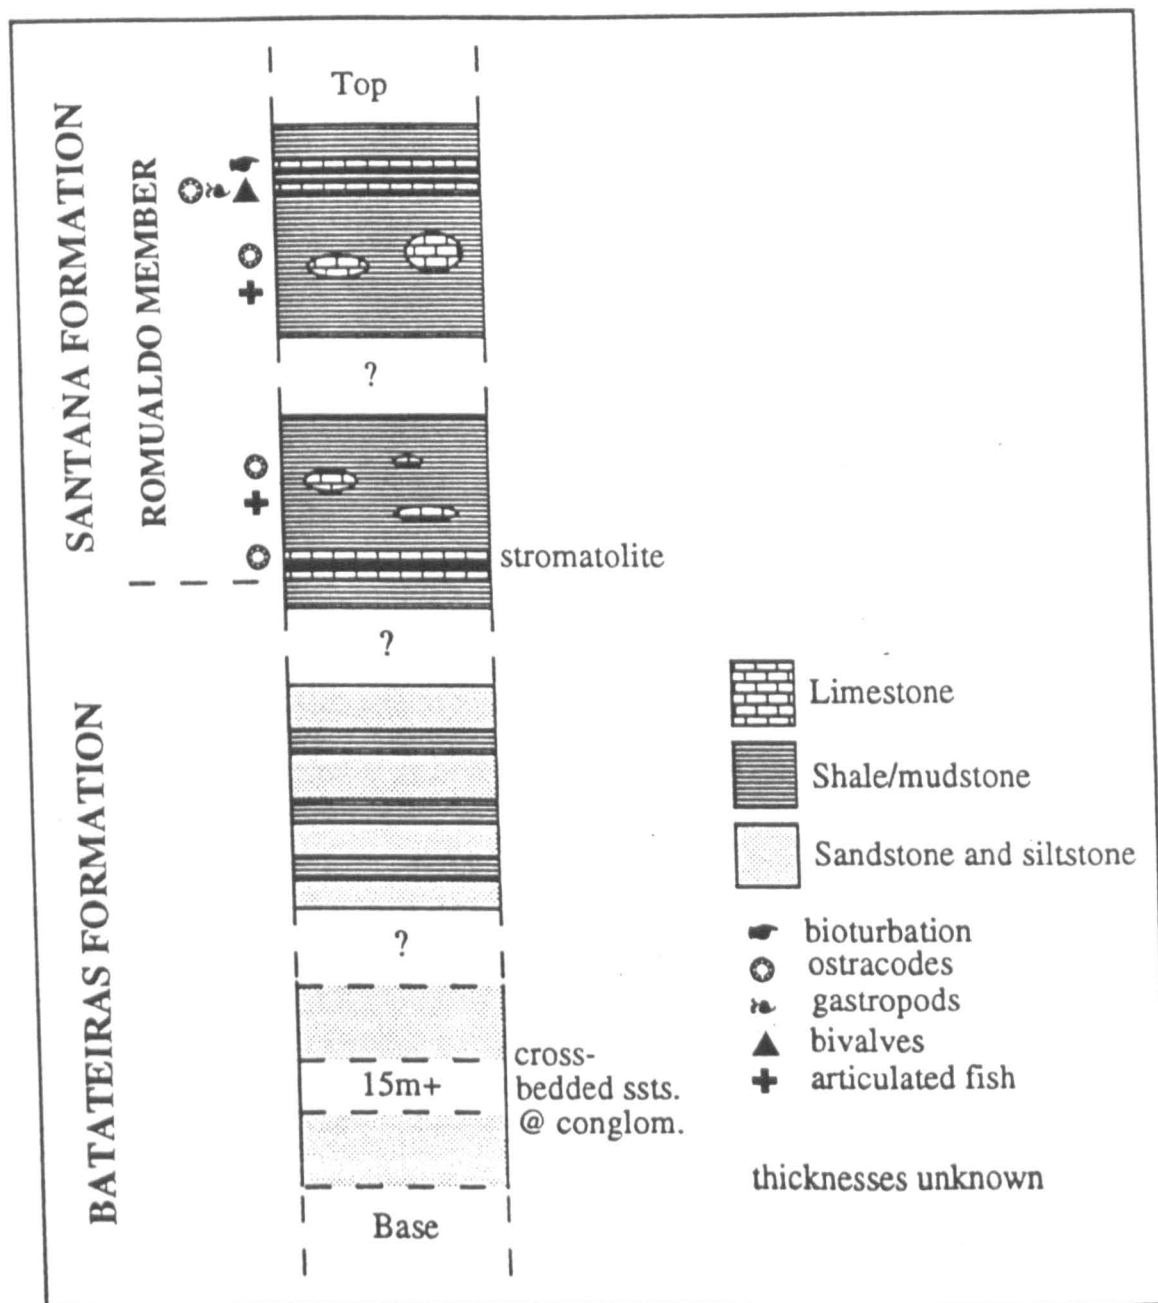 SANTANA FORMATION
ROMUALDO MEMBER
BATATEIRAS FORMATION
Top
?
stromatolite
?
?
15m+
cross-
bedded ssts.
@ conglom.
Base
Limestone
Shale/mudstone
Sandstone and siltstone
bioturbation
ostracodes
gastropods
bivalves
articulated fish
thicknesses unknown